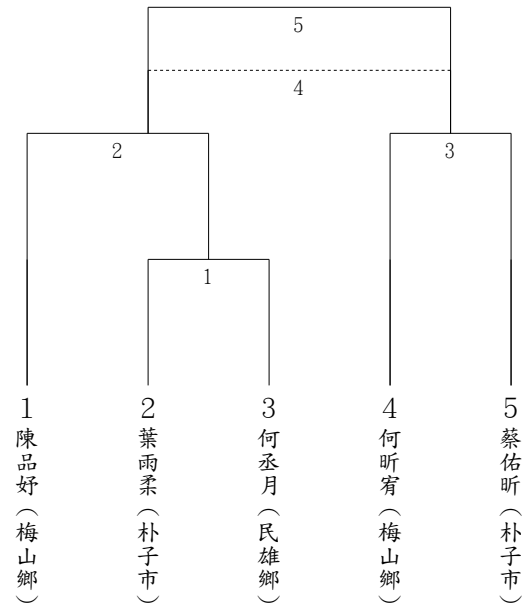 5
4
2
3
1
1 陳品妤（梅山鄉）
2 葉雨柔（朴子市）
3 何丞月（民雄鄉）
4 何昕宥（梅山鄉）
5 蔡佑昕（朴子市）